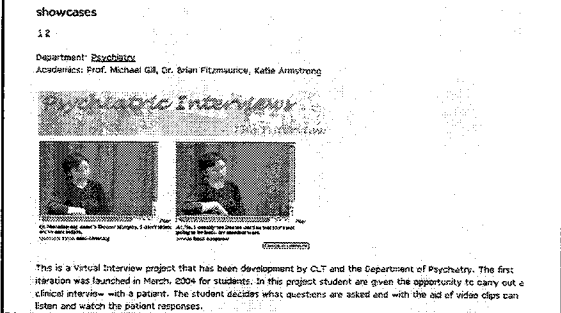 showcases
1 2
Department: Psychiatry
Academics: Prof. Michael Gill, Dr. Brian Fitzmaurice, Katie Armstrong
Psychiatric Interviews
This is a Virtual Interview project that has been development by CLT and the Department of Psychiatry. The first
iteration was launched in March, 2004 for students. In this project student are given the opportunity to carry out a
clinical interview with a patient. The student decides what questions are asked and with the aid of video clips can
listen and watch the patient responses.